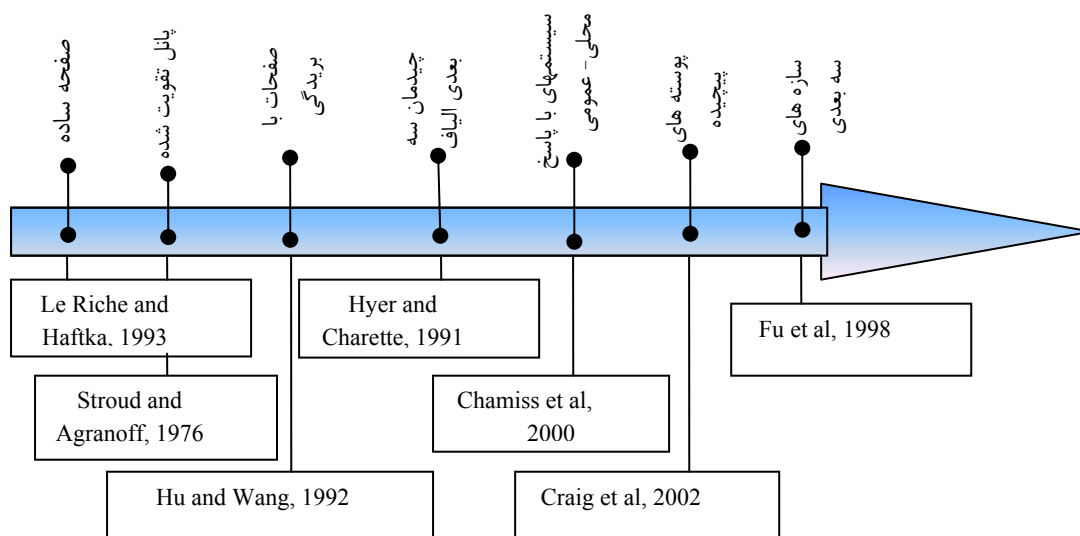 صفحه ساده
پانل تقویت شده
صفحات با
بریدگی
چیدمان سه
بعدی الیاف
سیستمهای با پاسخ
محلی - عمومی
پوسته های
پیچیده
سازه های
سه بعدی
Le Riche and
Haftka, 1993
Stroud and
Agranoff, 1976
Hu and Wang, 1992
Hyer and
Charette, 1991
Chamiss et al,
2000
Craig et al, 2002
Fu et al, 1998